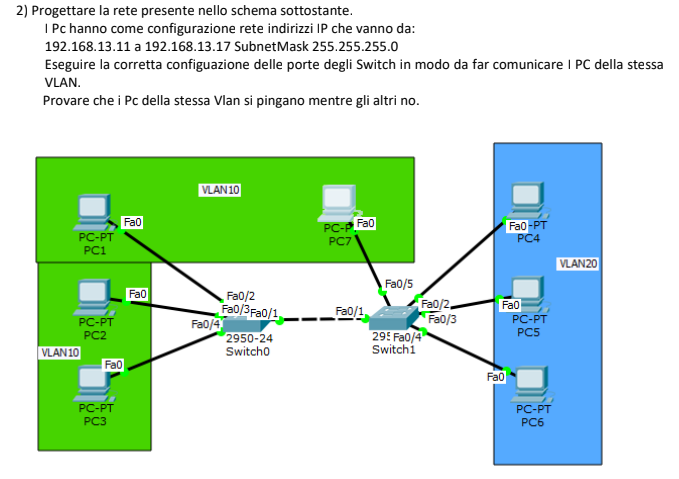 2) Progettare la rete presente nello schema sottostante.
I Pc hanno come configurazione rete indirizzi IP che vanno da:
192.168.13.11 a 192.168.13.17 SubnetMask 255.255.255.0
Eseguire la corretta configuazione delle porte degli Switch in modo da far comunicare I PC della stessa
VLAN.
Provare che i Pc della stessa Vlan si pingano mentre gli altri no.
VLAN10
Fa0
PC-PT
PC1
Fa0
PC-P
PC7
Fa0-PT
PC4
VLAN20
Fa0
PC-PT
PC2
Fa0/2
Fa0/3
Fa0/1
Fa0/4
2950-24
Switch0
Fa0/5
Fa0/1
Fa0/2
Fa0/3
295
Fa0/4
Switch1
Fa0
PC-PT
PC5
VLAN10
Fa0
PC-PT
PC3
Fa0
PC-PT
PC6